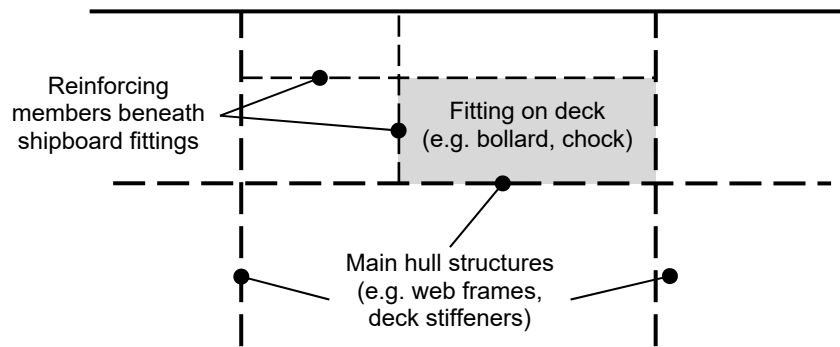 Reinforcing
members beneath
shipboard fittings
Fitting on deck
(e.g. bollard, chock)
Main hull structures
(e.g. web frames,
deck stiffeners)